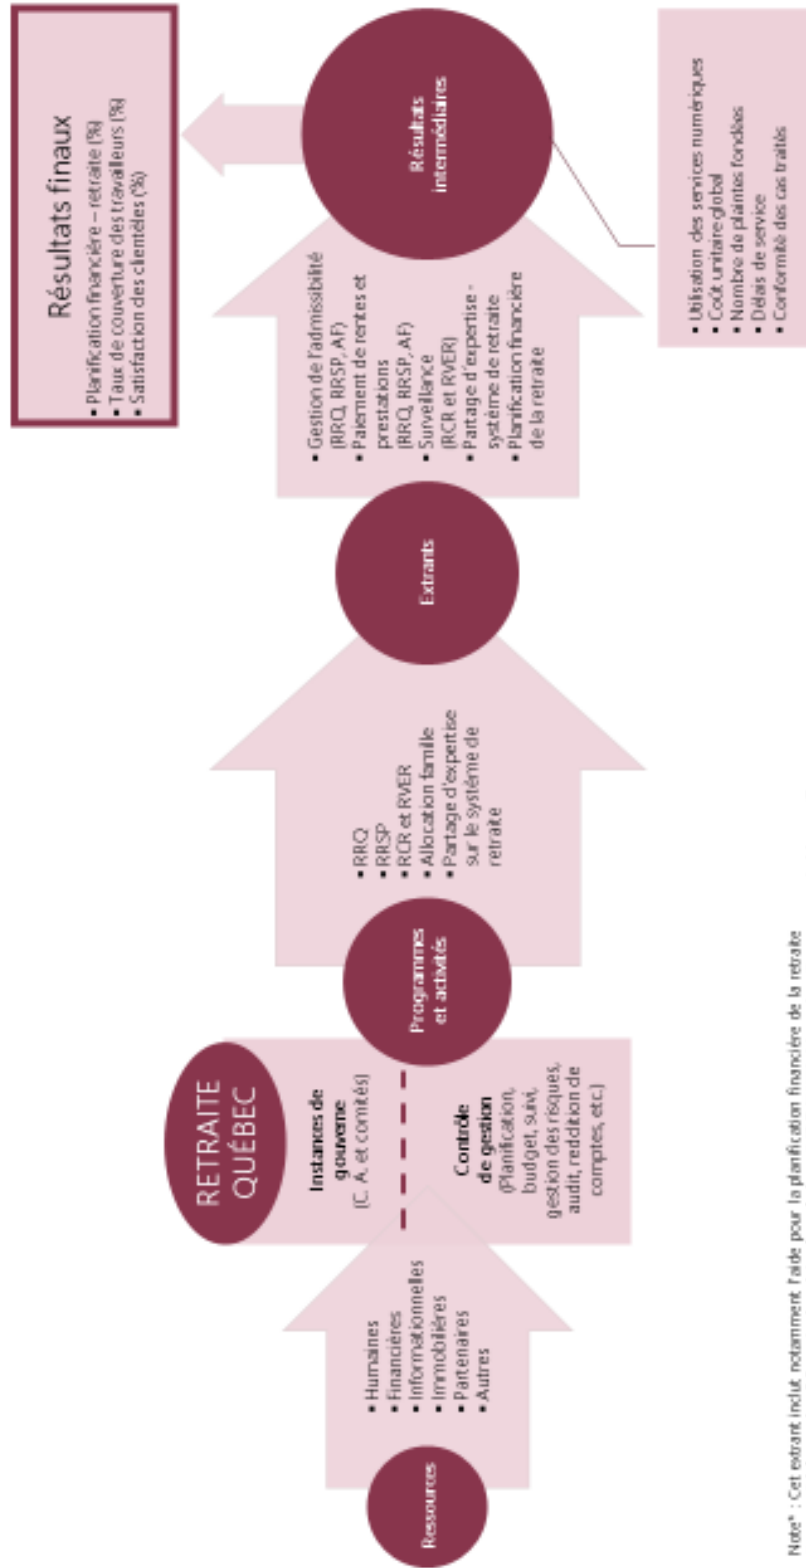 Ressources
▪ Humaines
▪ Financières
▪ Informationnelles
▪ Immobilières
▪ Partenaires
▪ Autres
RETRAITE
QUÉBEC
Instances de
gouverne
(C. A. et comités)
Contrôle
de gestion
(Planification,
budget, suivi,
gestion des risques,
audit, reddition de
comptes, etc.)
Programmes
et activités
▪ RRQ
▪ RRSP
▪ RCR et RVER
▪ Allocation famille
▪ Partage d'expertise
sur le système de
retraite
Extrants
▪ Gestion de l'admissibilité
(RRQ, RRSP, AF)
▪ Paiement de rentes et
prestations
(RRQ, RRSP, AF)
▪ Surveillance
(RCR et RVER)
▪ Partage d'expertise -
système de retraite
▪ Planification financière
de la retraite
Résultats
intermédiaires
▪ Utilisation des services numériques
▪ Coût unitaire global
▪ Nombre de plaintes fondées
▪ Délais de service
▪ Conformité des cas traités
Résultats finaux
▪ Planification financière – retraite (%)
▪ Taux de couverture des travailleurs (%)
▪ Satisfaction des clientèles (%)
Note* : Cet extrant inclut notamment l'aide pour la planification financière de la retraite